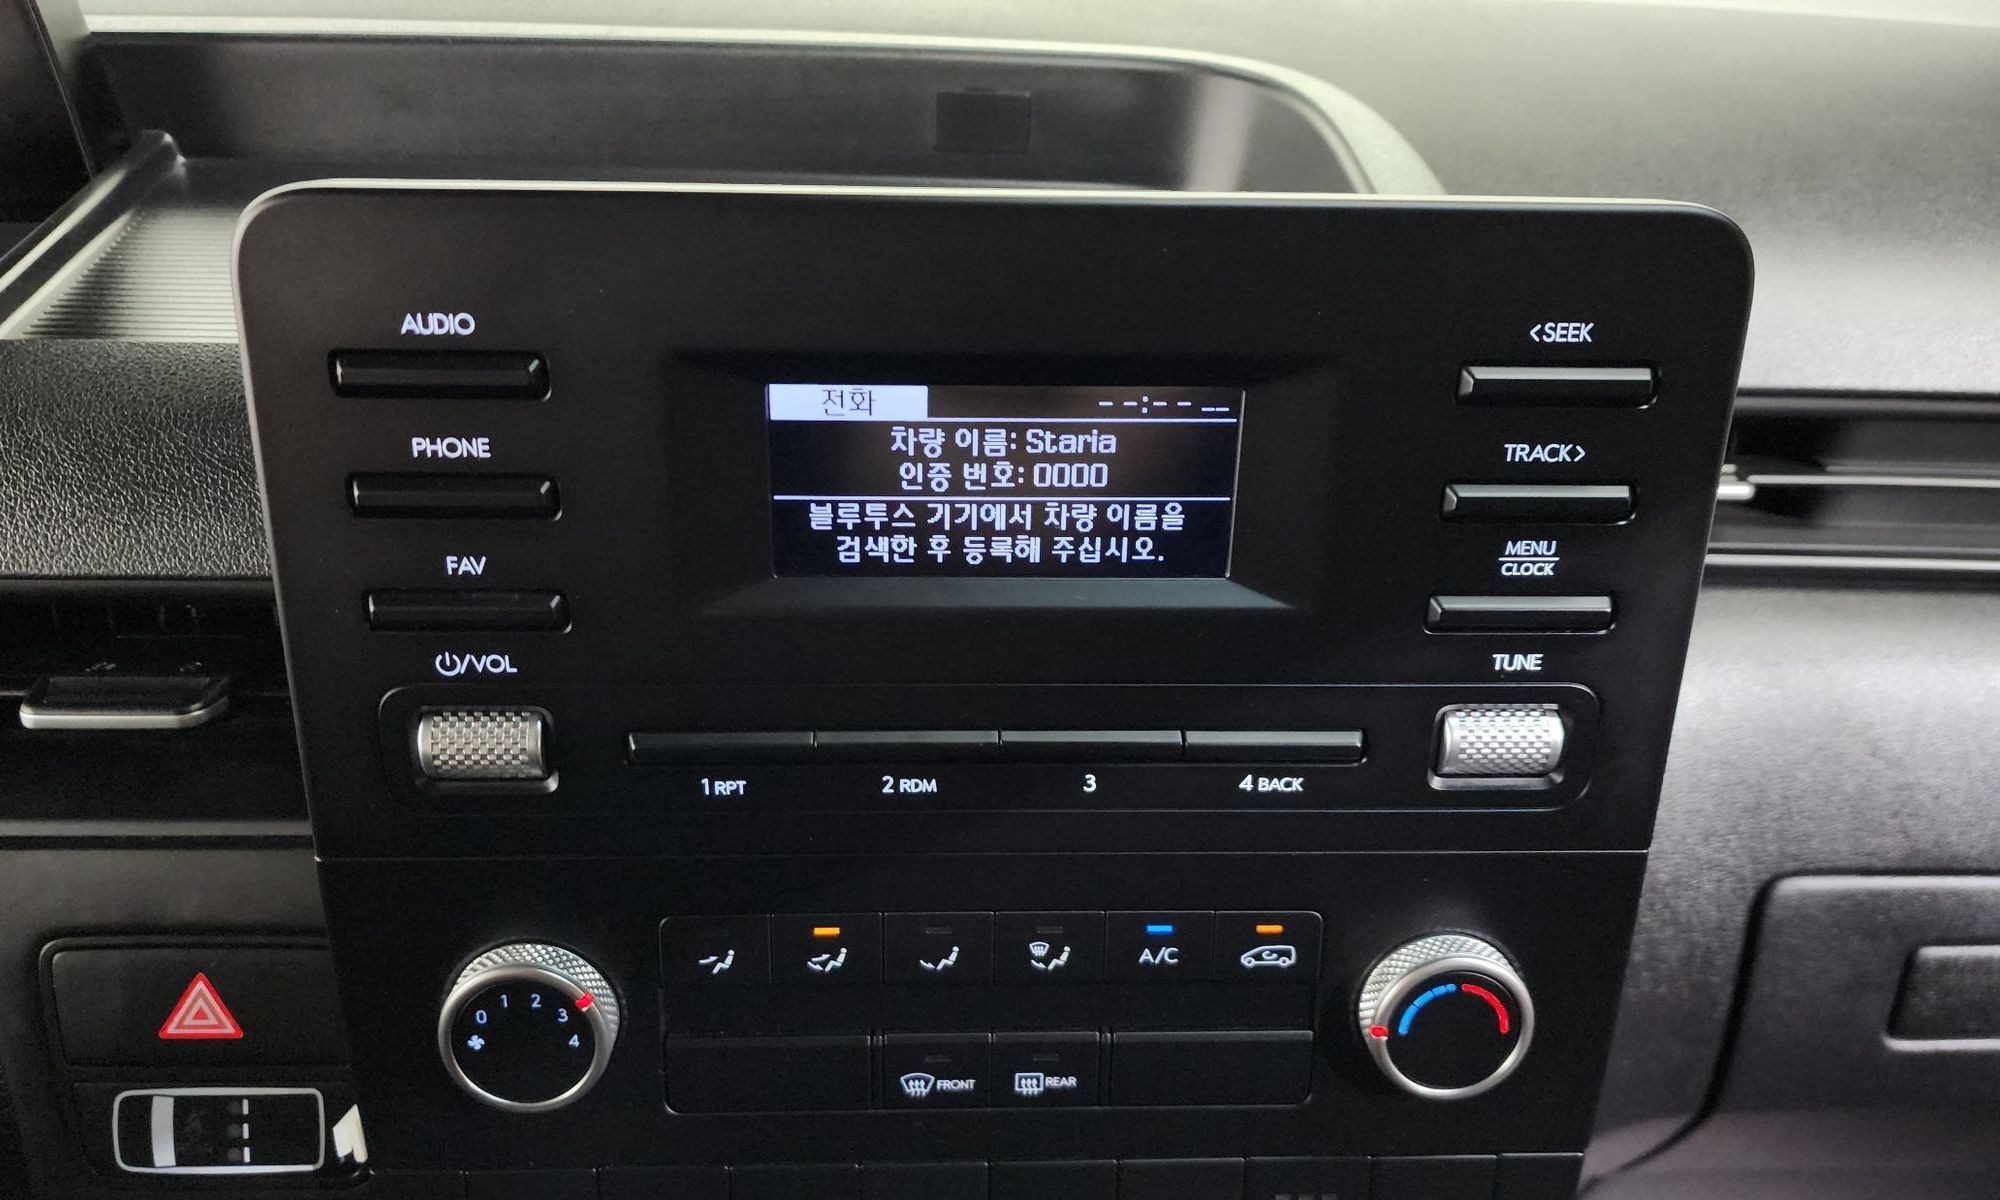 AUDIO
PHONE
FAV
/VOL
전화 --:-- __
차량 이름: Staria
인증 번호: 0000
블루투스 기기에서 차량 이름을
검색한 후 등록해 주십시오.
<SEEK
TRACK>
MENU
CLOCK
TUNE
1 RPT
2 RDM
3
4 BACK
0 1 2 3 4
A/C
FRONT
REAR